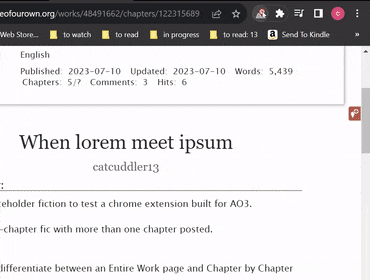 eofourown.org/works/48491662/chapters/122315689
Web Store... to watch to read in progress to read: 13 Send To Kindle
English
Published: 2023-07-10 Updated: 2023-07-10 Words: 5,439
Chapters: 5/? Comments: 3 Hits: 6
When lorem meet ipsum
catcuddler13
ceholder fiction to test a chrome extension built for AO3.
-chapter fic with more than one chapter posted.
differentiate between an Entire Work page and Chapter by Chapter